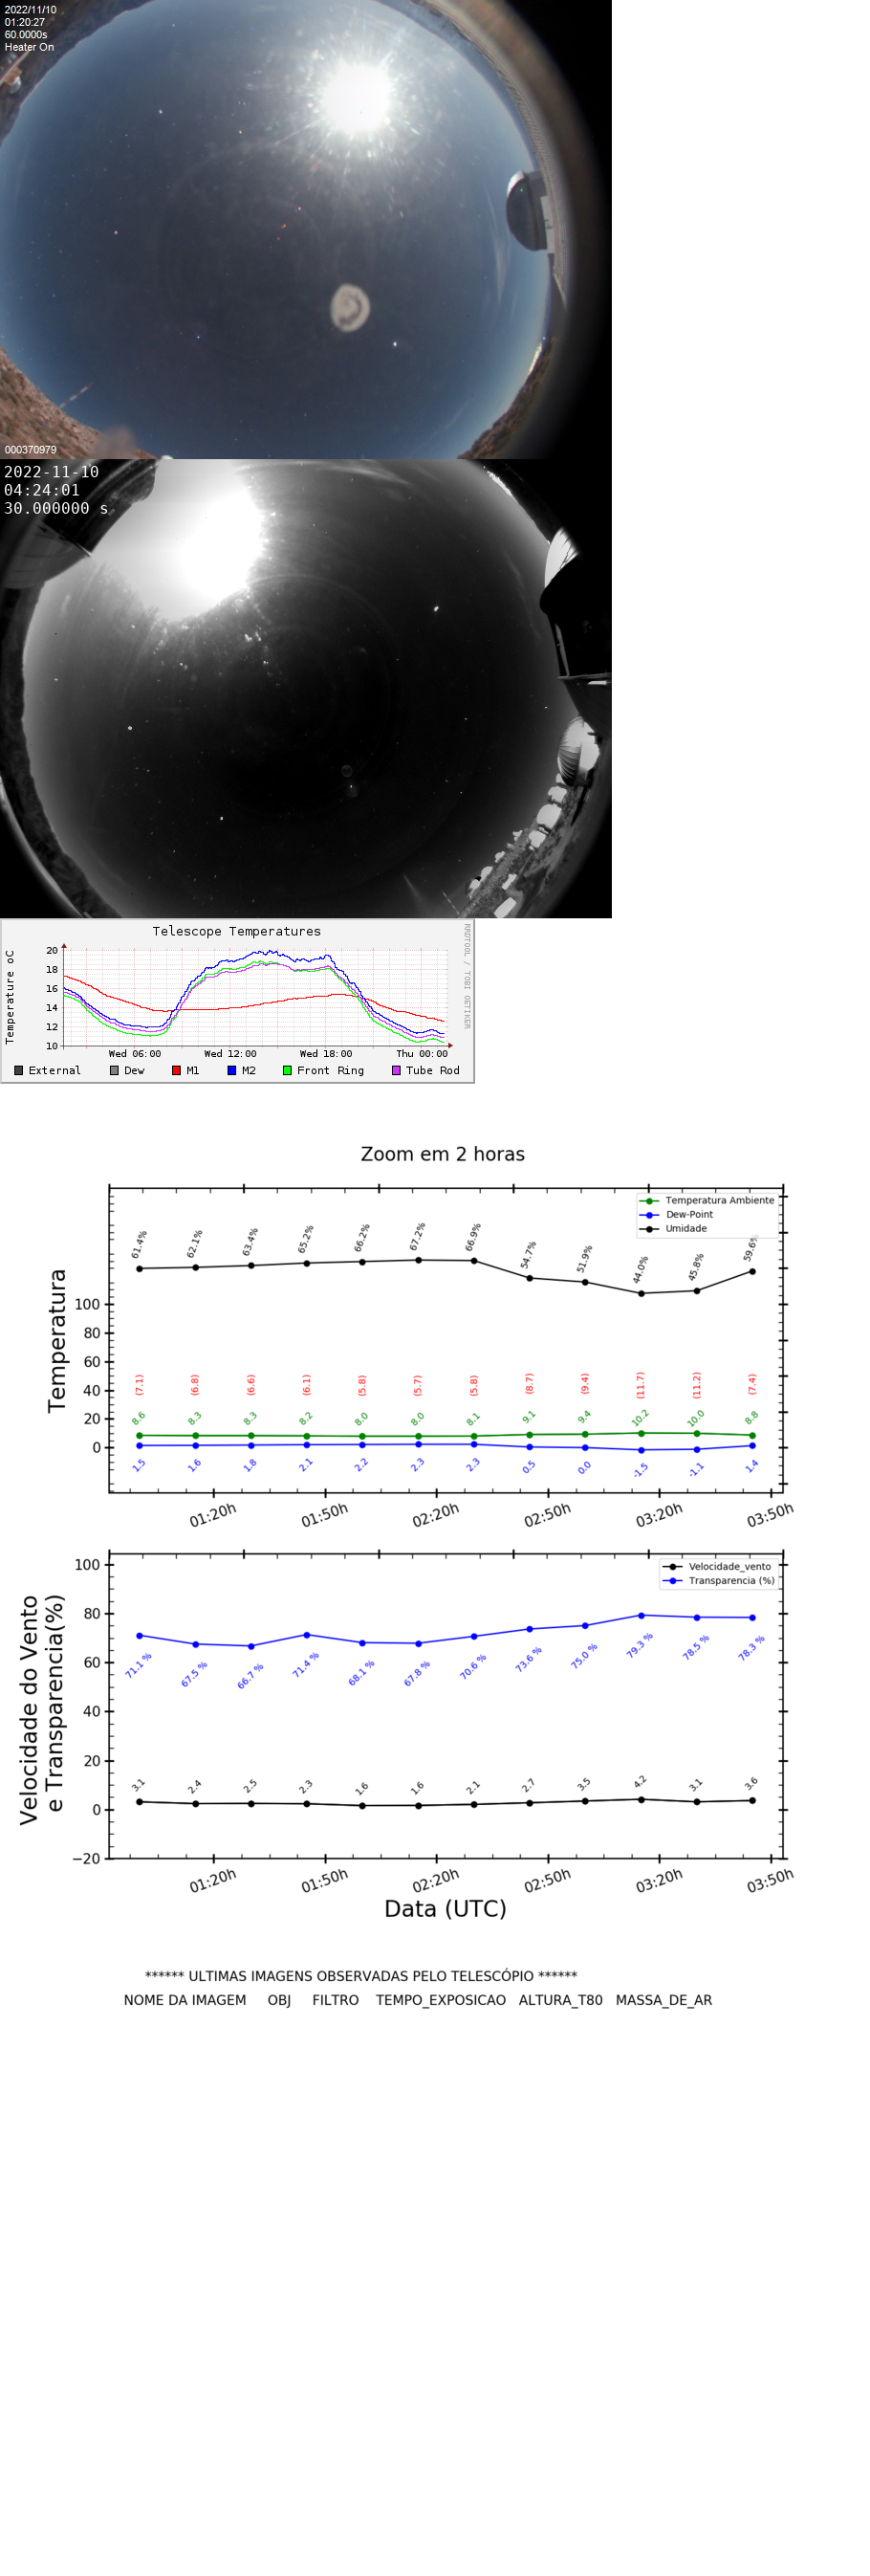 2022/11/10
01:20:27
60.0000s
Heater On
000370979
2022-11-10
04:24:01
30.000000 s
Telescope Temperatures
RRDTOOL / TOBI OETIKER
Temperature oC
20
18
16
14
12
10
Wed 06:00 Wed 12:00 Wed 18:00 Thu 00:00
External Dew M1 M2 Front Ring Tube Rod
Zoom em 2 horas
Temperatura Ambiente
Dew-Point
Umidade
61.4% 62.1% 63.4% 65.2% 66.2% 67.2% 66.9% 54.7% 51.9% 44.0% 45.8% 59.6%
Temperatura
100
80
60
40
20
0
(7.1) (6.8) (6.6) (6.1) (5.8) (5.7) (5.8) (8.7) (9.4) (11.7) (11.2) (7.4)
8.6 8.3 8.3 8.2 8.0 8.0 8.1 9.1 9.4 10.2 10.0 8.8
1.5 1.6 1.8 2.1 2.2 2.3 2.3 0.5 0.0 -1.5 -1.1 1.4
01:20h 01:50h 02:20h 02:50h 03:20h 03:50h
Velocidade_vento
Transparencia (%)
Velocidade do Vento
e Transparencia(%)
100
80
60
40
20
0
−20
71.1 % 67.5 % 66.7 % 71.4 % 68.1 % 67.8 % 70.6 % 73.6 % 75.0 % 79.3 % 78.5 % 78.3 %
3.1 2.4 2.5 2.3 1.6 1.6 2.1 2.7 3.5 4.2 3.1 3.6
01:20h 01:50h 02:20h 02:50h 03:20h 03:50h
Data (UTC)
****** ULTIMAS IMAGENS OBSERVADAS PELO TELESCÓPIO ******
NOME DA IMAGEM OBJ FILTRO TEMPO_EXPOSICAO ALTURA_T80 MASSA_DE_AR